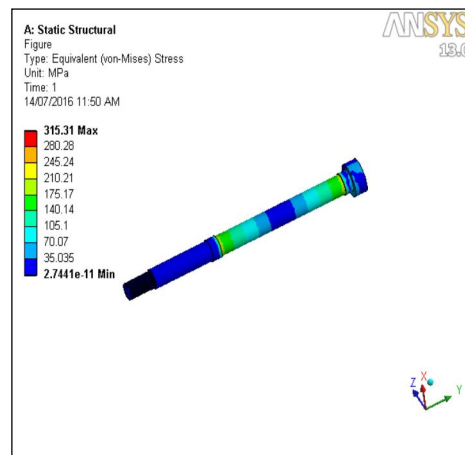 ANSYS
13.0
A: Static Structural
Figure
Type: Equivalent (von-Mises) Stress
Unit: MPa
Time: 1
14/07/2016 11:50 AM
315.31 Max
280.28
245.24
210.21
175.17
140.14
105.1
70.07
35.035
2.7441e-11 Min
Z X Y